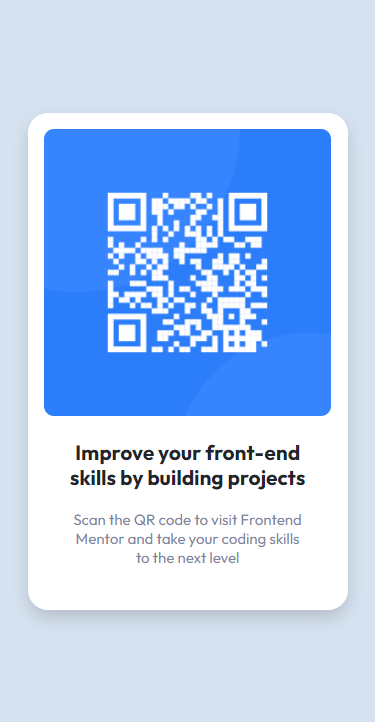 Improve your front-end
skills by building projects
Scan the QR code to visit Frontend
Mentor and take your coding skills
to the next level